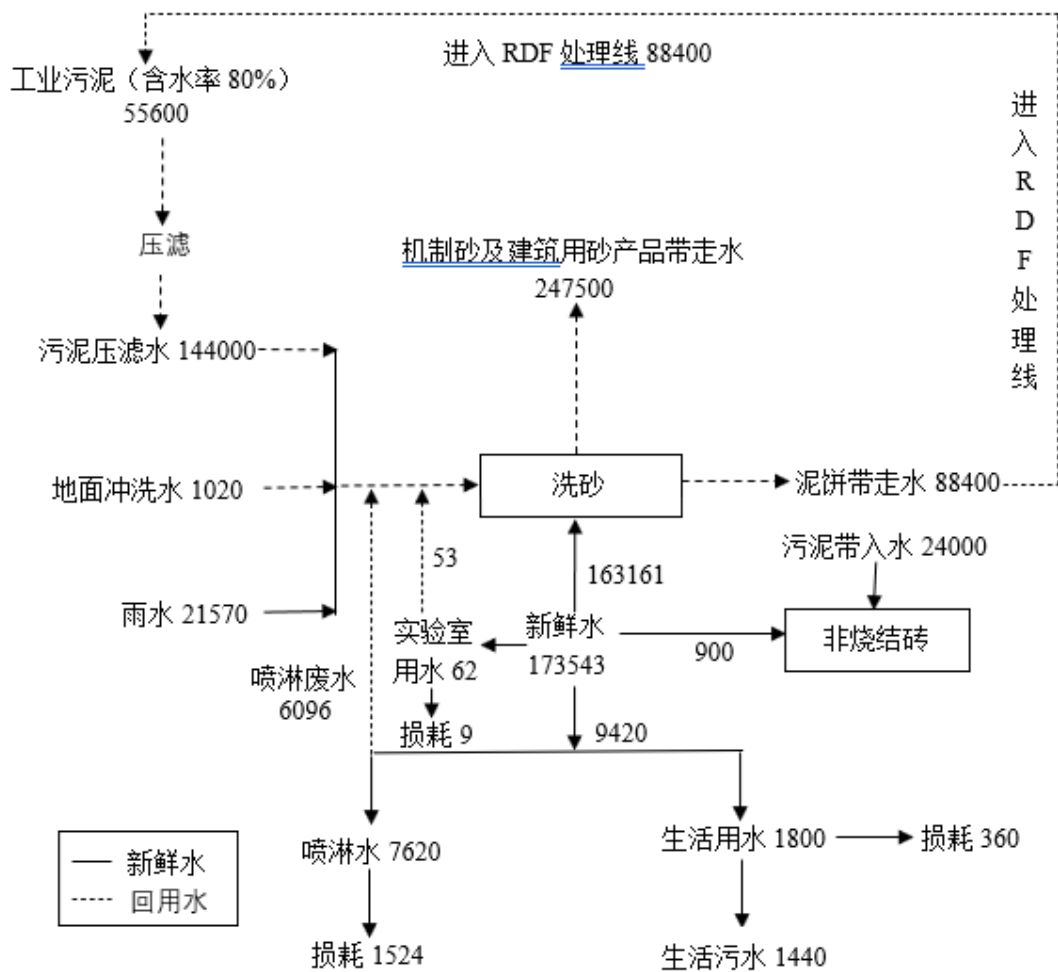 进入 RDF 处理线 88400
工业污泥（含水率 80%）
55600
进入RDF处理线
压滤
机制砂及建筑用砂产品带走水
247500
污泥压滤水 144000
地面冲洗水 1020
洗砂
泥饼带走水 88400
污泥带入水 24000
53
163161
雨水 21570
实验室
用水 62
新鲜水
173543
900
非烧结砖
喷淋废水
6096
损耗 9
9420
喷淋水 7620
生活用水 1800
损耗 360
新鲜水
回用水
损耗 1524
生活污水 1440